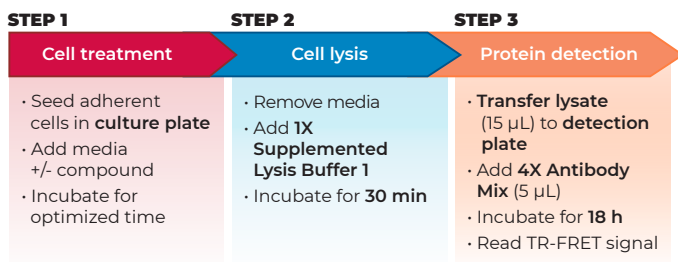 STEP 1
Cell treatment
· Seed adherent
cells in culture plate
· Add media
+/- compound
· Incubate for
optimized time
STEP 2
Cell lysis
· Remove media
· Add 1X
Supplemented
Lysis Buffer 1
· Incubate for 30 min
STEP 3
Protein detection
· Transfer lysate
(15 µL) to detection
plate
· Add 4X Antibody
Mix (5 µL)
· Incubate for 18 h
· Read TR-FRET signal